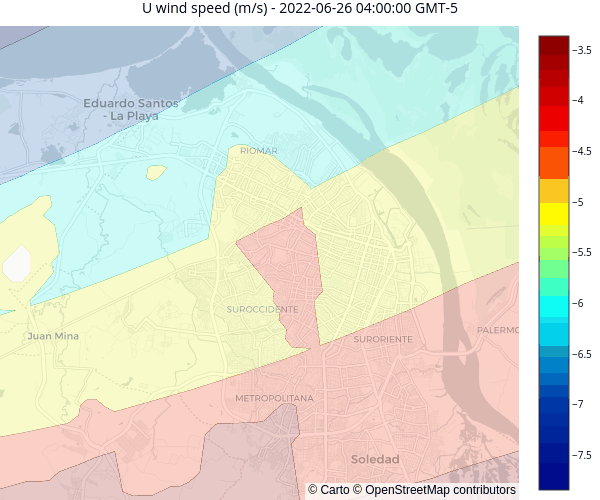 U wind speed (m/s) - 2022-06-26 04:00:00 GMT-5
−3.5
Eduardo Santos
- La Playa
−4
RIOMAR
−4.5
−5
−5.5
SUROCCIDENTE
−6
Juan Mina
SURORIENTE
PALERMO
−6.5
METROPOLITANA
−7
Soledad
−7.5
© Carto © OpenStreetMap contributors